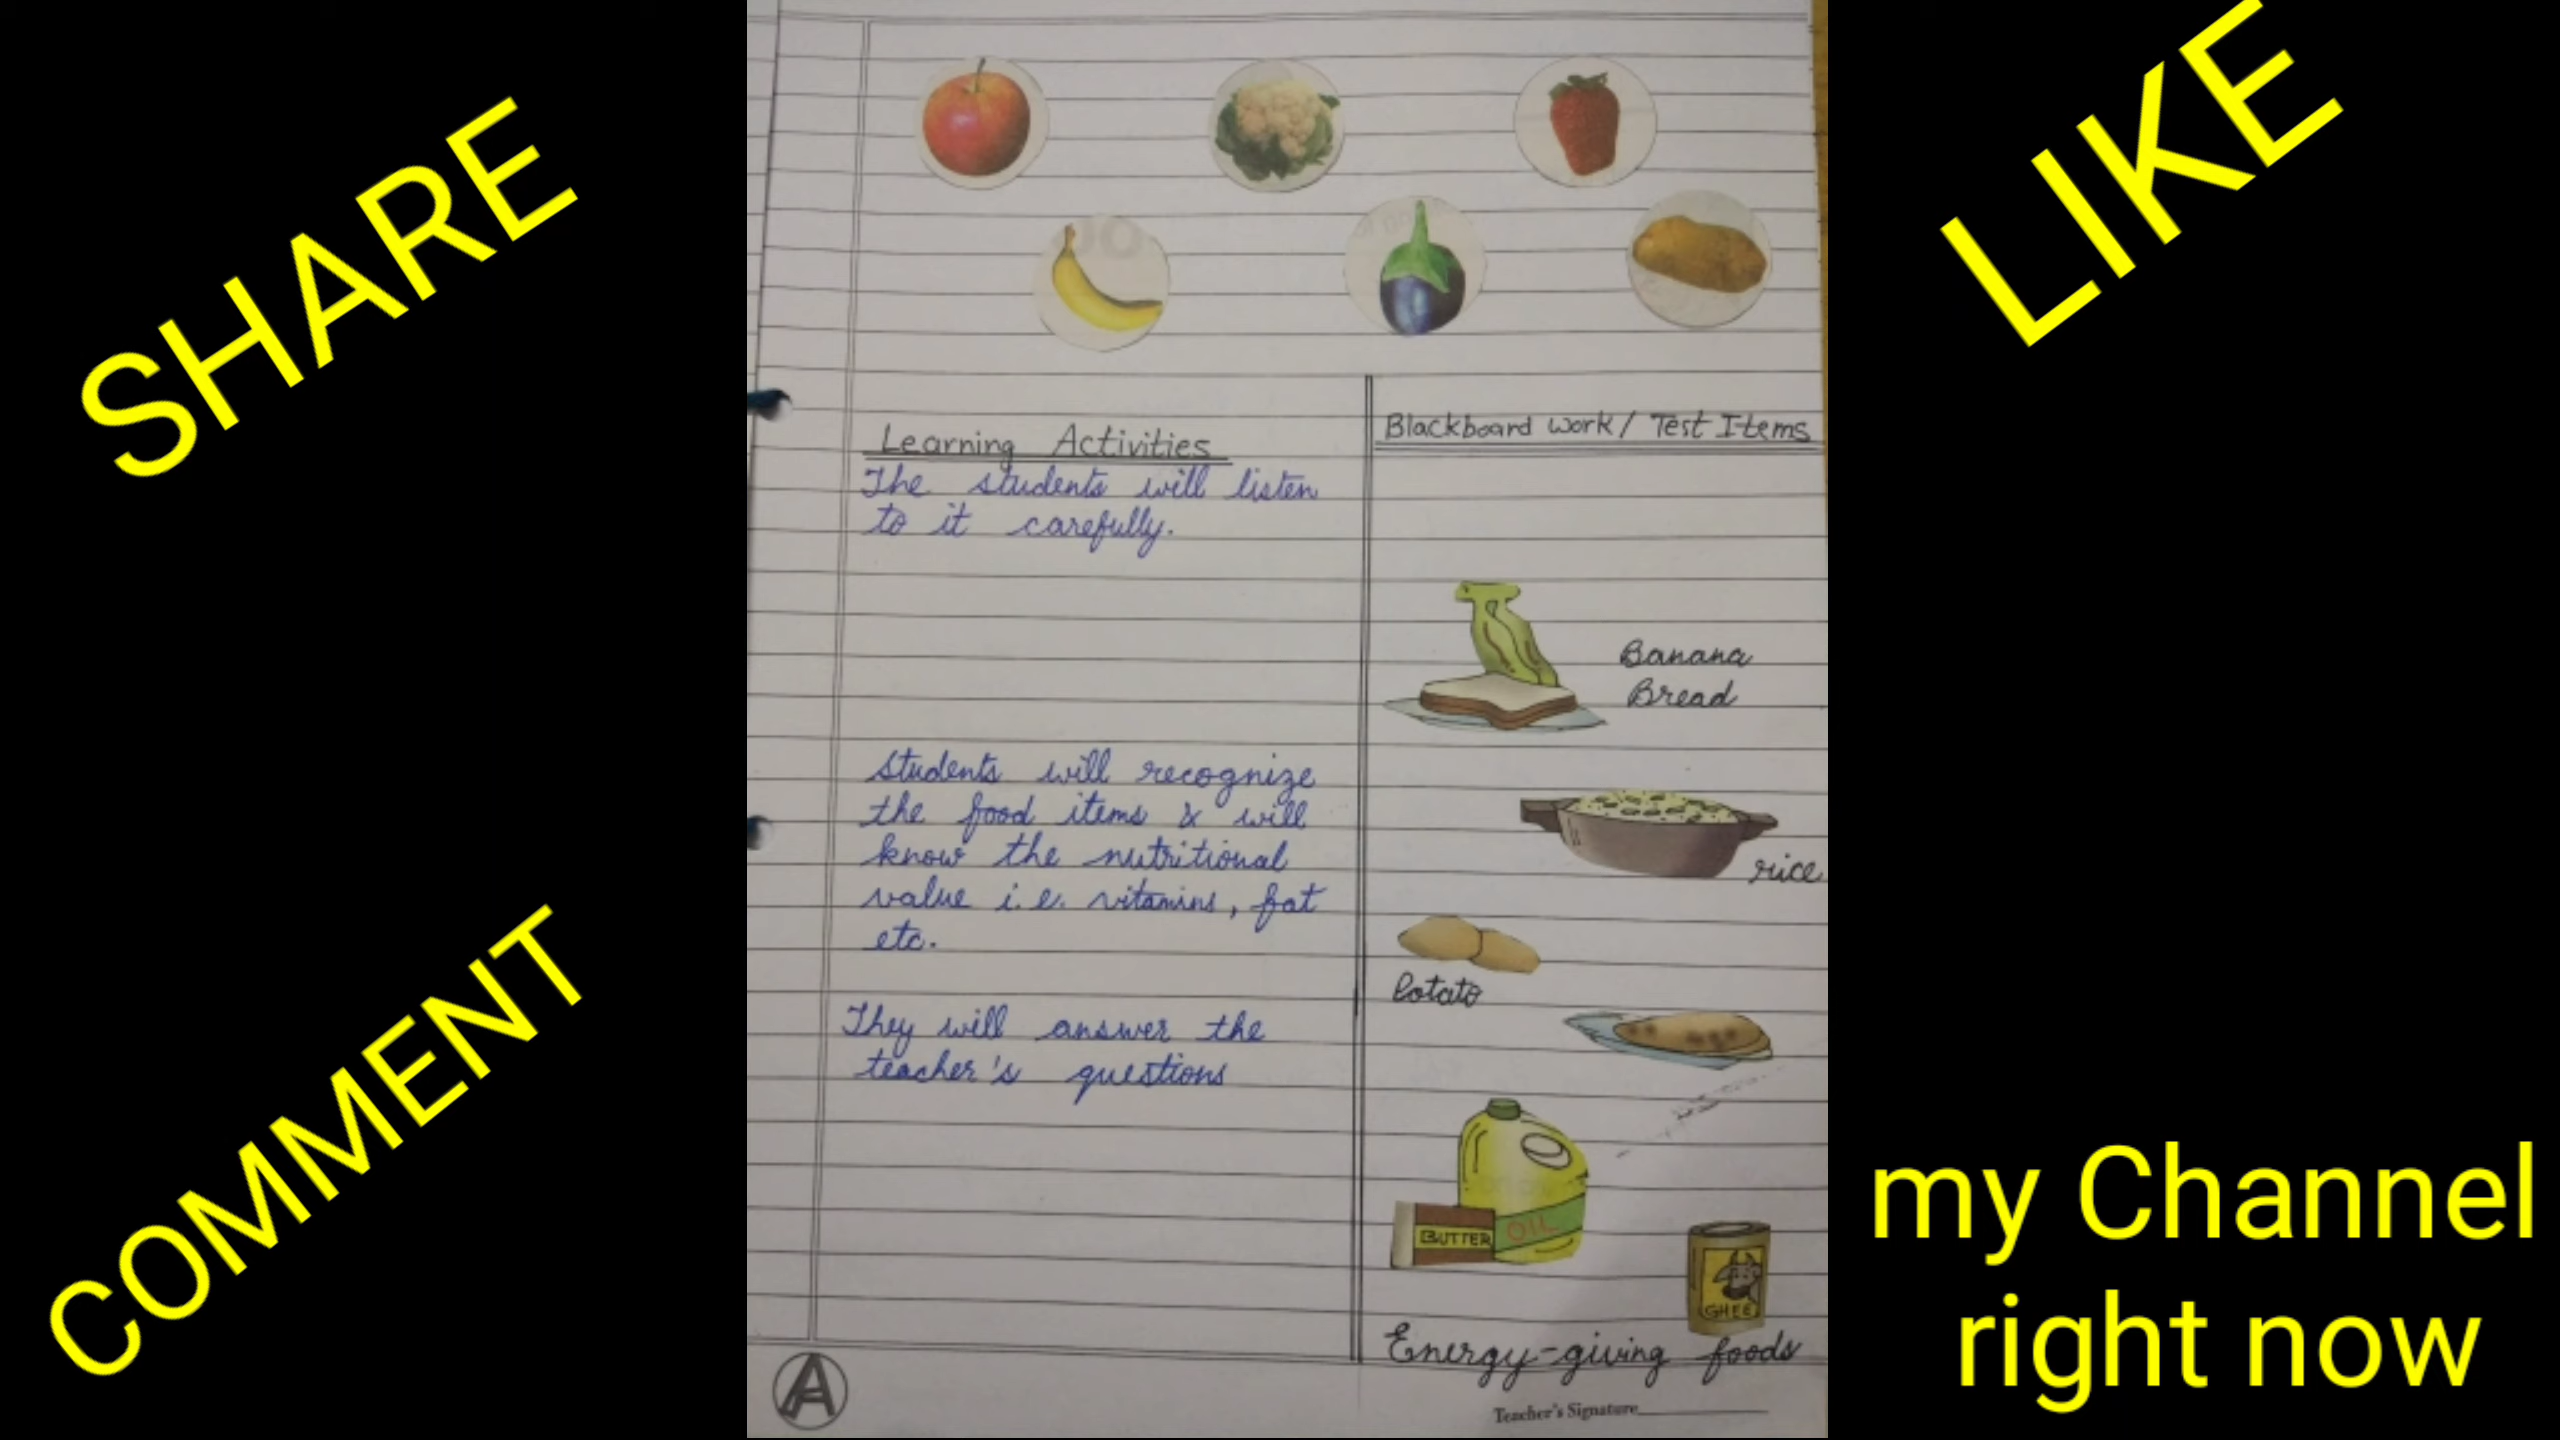 SHARE
LIKE
Learning Activities
Blackboard work / Test Items
The students will listen
to it carefully.
Banana
Bread
Students will recognize
the food items & will
know the nutritional
value i.e. vitamins, fat
etc.
rice
Potato
They will answer the
teacher's questions
BUTTER
OIL
GHEE
Energy-giving foods
Teacher's Signature
A
COMMENT
my Channel
right now